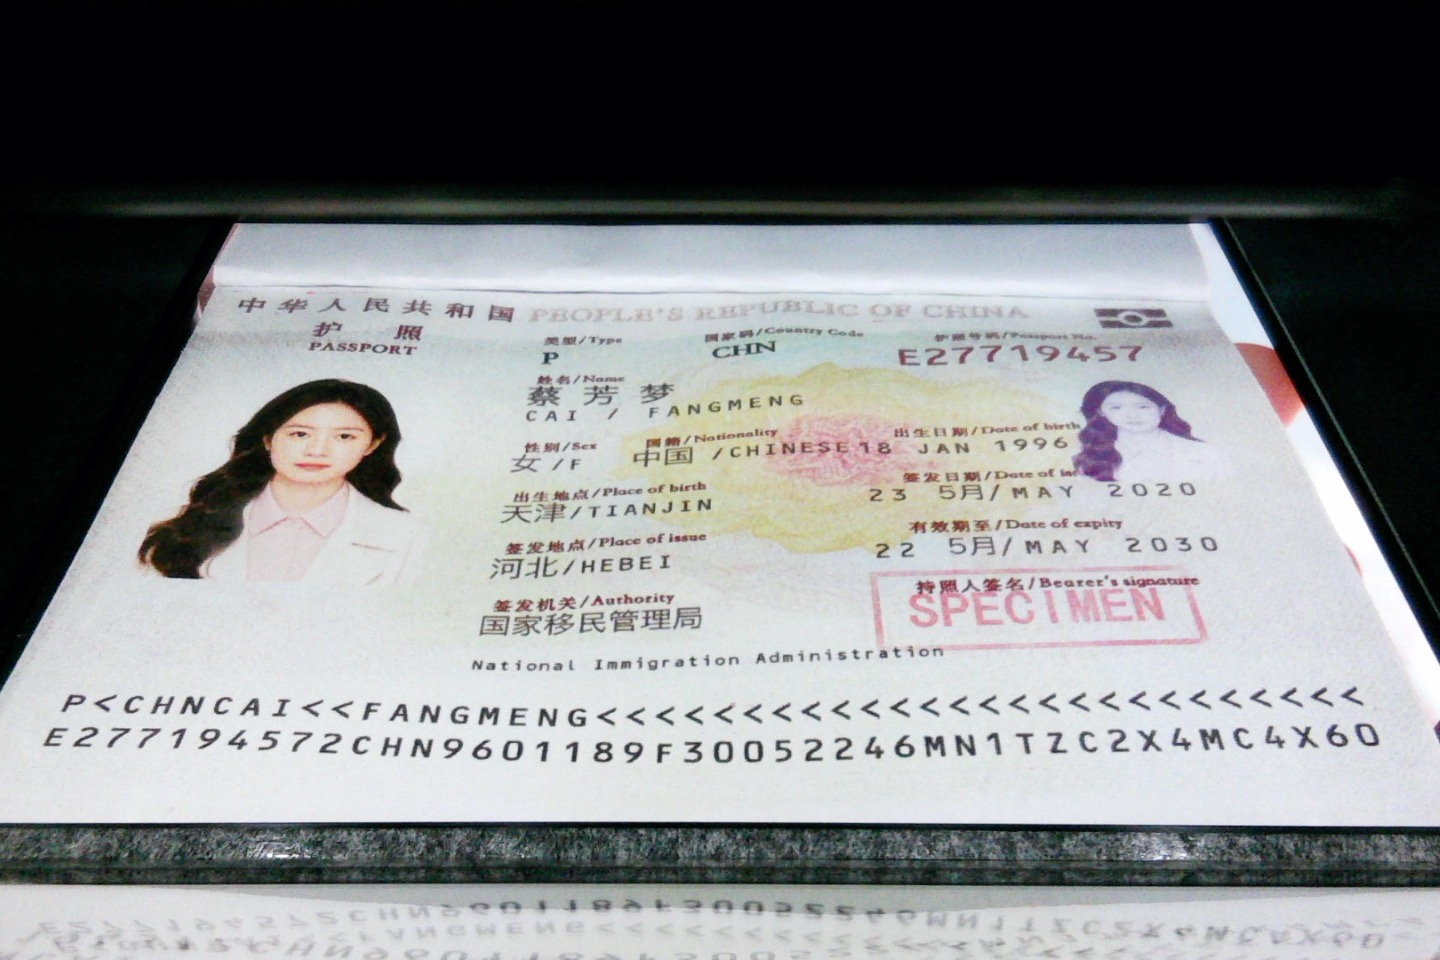 中华人民共和国 PEOPLE'S REPUBLIC OF CHINA
护 照
PASSPORT
类型/Type
P
国家码/Country Code
CHN
护照号码/Passport No.
E27719457
姓名/Name
蔡芳梦
CAI / FANGMENG
性别/Sex
女/F
国籍/Nationality
中国/CHINESE
出生日期/Date of birth
18 JAN 1996
出生地点/Place of birth
天津/TIANJIN
签发日期/Date of
23 5月/MAY 2020
签发地点/Place of issue
河北/HEBEI
有效期至/Date of expiry
22 5月/MAY 2030
签发机关/Authority
国家移民管理局
National Immigration Administration
持照人签名/Bearer's signature
SPECIMEN
P<CHNCAI<<FANGMENG<<<<<<<<<<<<<<<<<<<<<<<<<<
E277194572CHN9601189F30052246MN1TZC2X4MC4X60